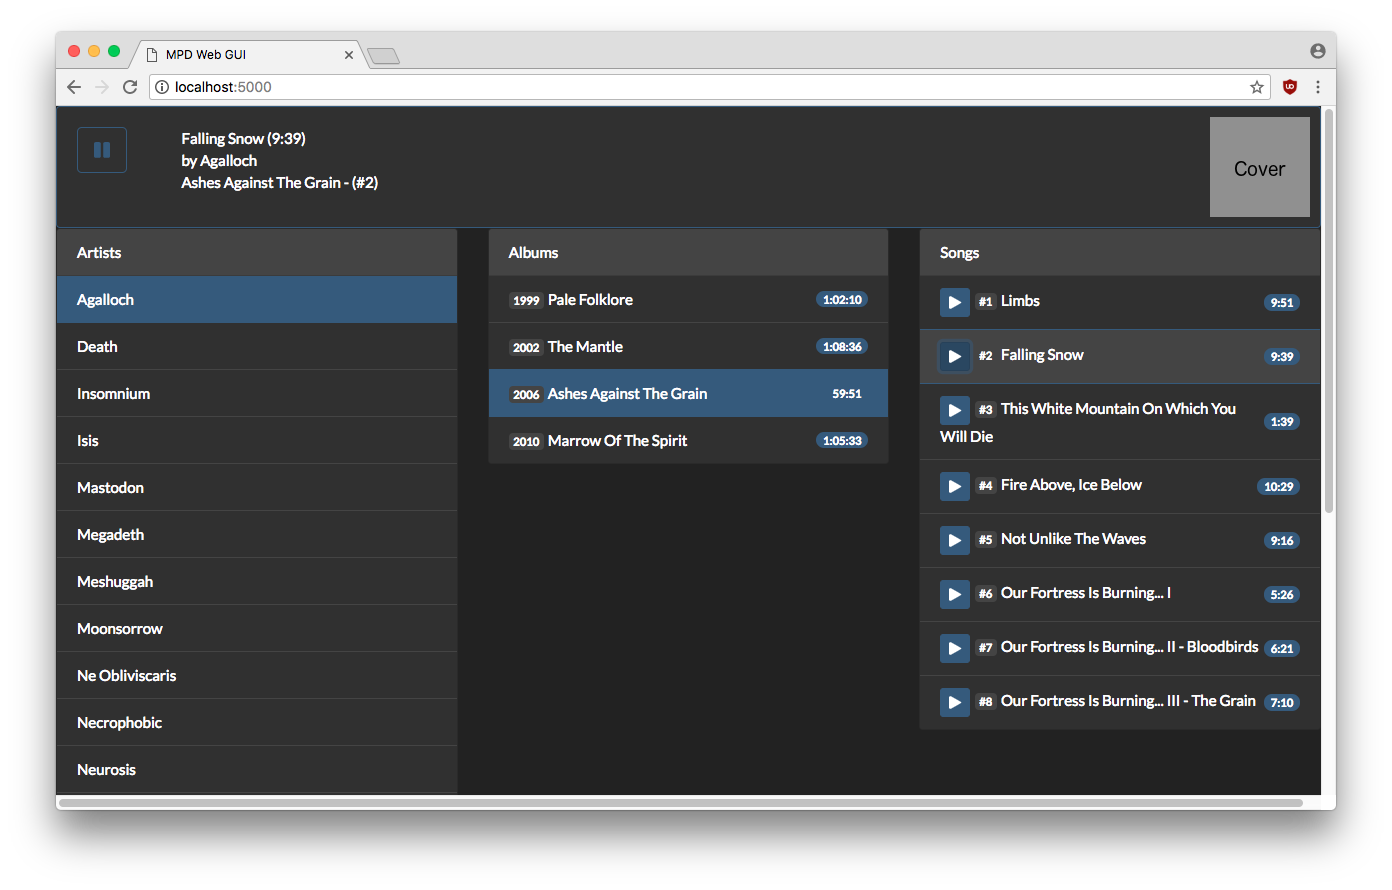 MPD Web GUI
localhost:5000
Falling Snow (9:39)
by Agalloch
Ashes Against The Grain - (#2)
Cover
Artists
Agalloch
Death
Insomnium
Isis
Mastodon
Megadeth
Meshuggah
Moonsorrow
Ne Obliviscaris
Necrophobic
Neurosis
Albums
1999 Pale Folklore 1:02:10
2002 The Mantle 1:08:36
2006 Ashes Against The Grain 59:51
2010 Marrow Of The Spirit 1:05:33
Songs
#1 Limbs 9:51
#2 Falling Snow 9:39
#3 This White Mountain On Which You
Will Die 1:39
#4 Fire Above, Ice Below 10:29
#5 Not Unlike The Waves 9:16
#6 Our Fortress Is Burning... I 5:26
#7 Our Fortress Is Burning... II - Bloodbirds 6:21
#8 Our Fortress Is Burning... III - The Grain 7:10